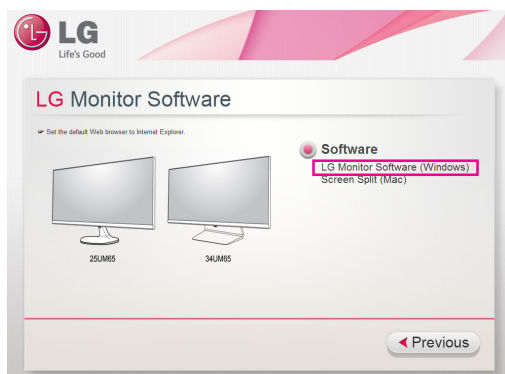 LG
Life's Good
LG Monitor Software
☞ Set the default Web browser to Internet Explorer.
Software
LG Monitor Software (Windows)
Screen Split (Mac)
25UM65
34UM65
Previous